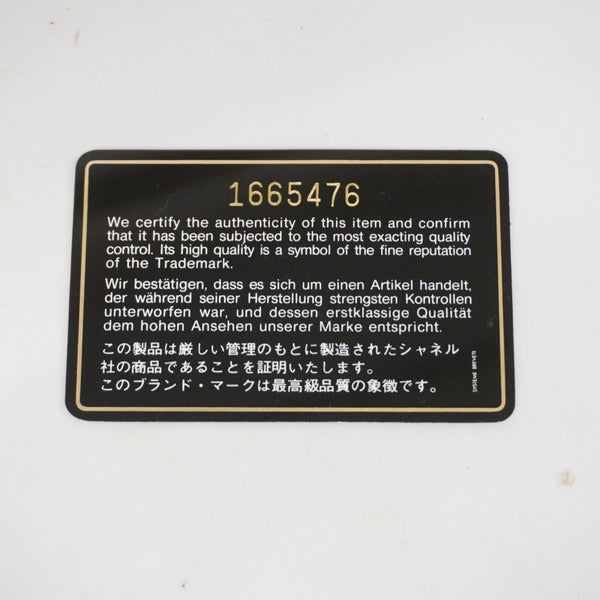 1665476
We certify the authenticity of this item and confirm
that it has been subjected to the most exacting quality
control. Its high quality is a symbol of the fine reputation
of the Trademark.
Wir bestätigen, dass es sich um einen Artikel handelt,
der während seiner Herstellung strengsten Kontrollen
unterworfen war, und dessen erstklassige Qualität
dem hohen Ansehen unserer Marke entspricht.
この製品は厳しい管理のもとに製造されたシャネル
社の商品であることを証明いたします。
このブランド・マークは最高級品質の象徴です。
SYSTEME BREVETE